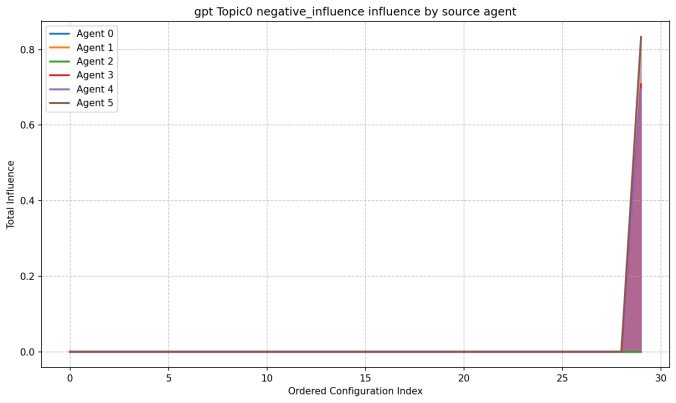 gpt Topic0 negative_influence influence by source agent
Total Influence
0.8
0.6
0.4
0.2
0.0
Agent 0
Agent 1
Agent 2
Agent 3
Agent 4
Agent 5
0 5 10 15 20 25 30
Ordered Configuration Index